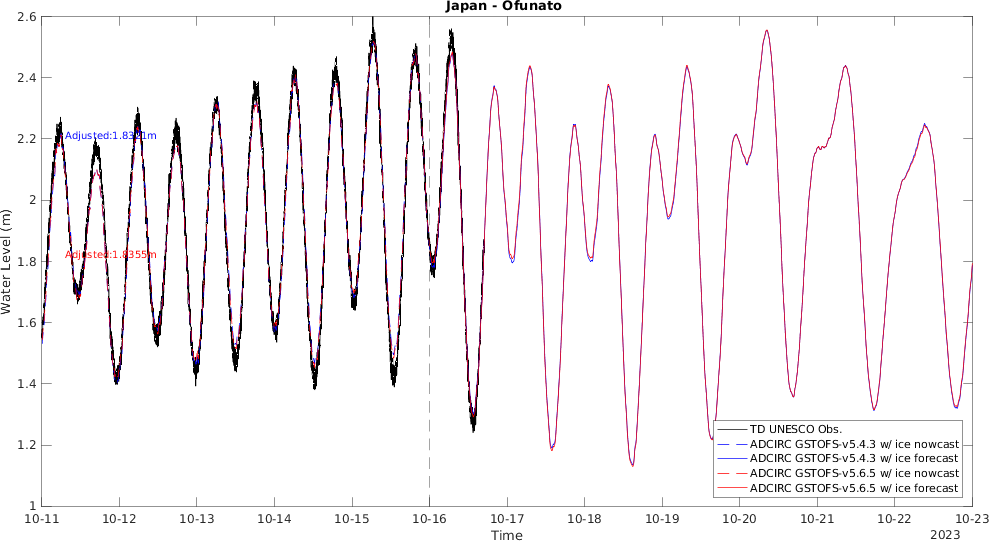 Japan - Ofunato
2.6
2.4
2.2
2
1.8
1.6
1.4
1.2
1
Water Level (m)
Adjusted:1.8321m
Adjusted:1.8355m
TD UNESCO Obs.
ADCIRC GSTOFS-v5.4.3 w/ ice nowcast
ADCIRC GSTOFS-v5.4.3 w/ ice forecast
ADCIRC GSTOFS-v5.6.5 w/ ice nowcast
ADCIRC GSTOFS-v5.6.5 w/ ice forecast
10-11 10-12 10-13 10-14 10-15 10-16 10-17 10-18 10-19 10-20 10-21 10-22 10-23
Time
2023